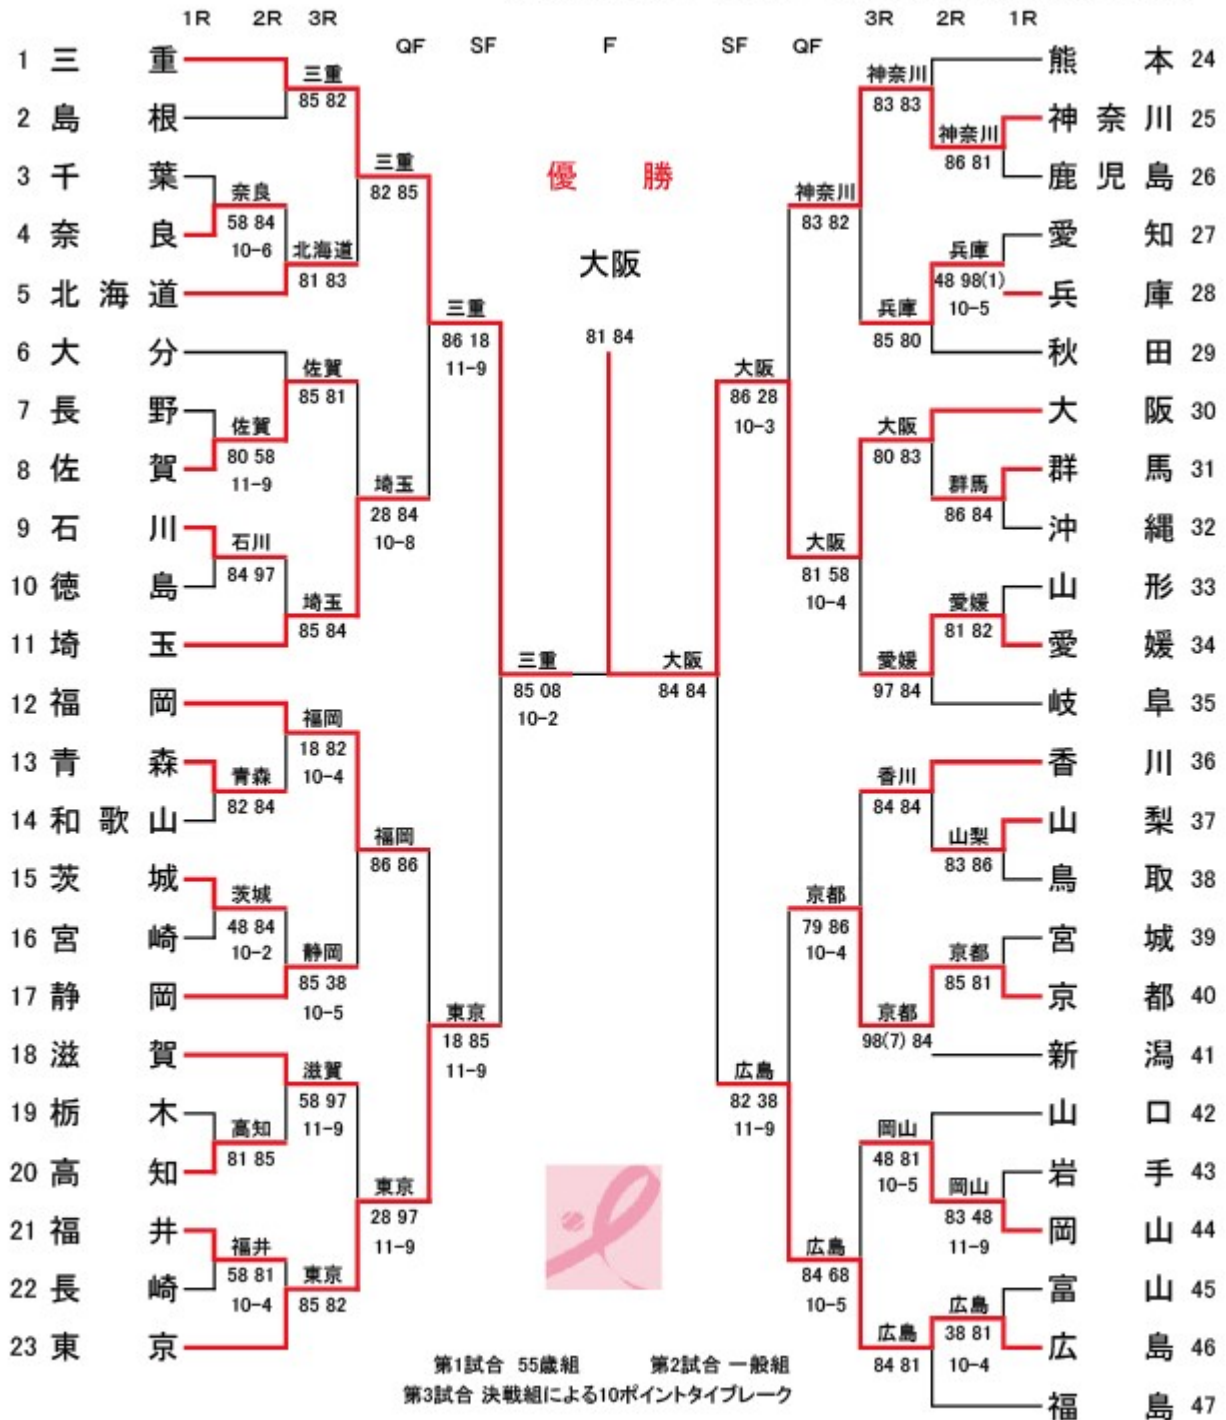 1R 2R 3R QF SF F SF QF 3R 2R 1R
1 三重
2 島根
3 千葉
4 奈良
5 北海道
6 大分
7 長野
8 佐賀
9 石川
10 徳島
11 埼玉
12 福岡
13 青森
14 和歌山
15 茨城
16 宮崎
17 静岡
18 滋賀
19 栃木
20 高知
21 福井
22 長崎
23 東京
奈良
58 84
10-6
佐賀
80 58
11-9
石川
84 97
青森
82 84
茨城
48 84
10-2
高知
81 85
福井
58 81
10-4
三重
85 82
北海道
81 83
佐賀
85 81
埼玉
85 84
福岡
18 82
10-4
静岡
85 38
10-5
滋賀
58 97
11-9
東京
85 82
三重
82 85
埼玉
28 84
10-8
福岡
86 86
東京
28 97
11-9
三重
86 18
11-9
東京
18 85
11-9
三重
85 08
10-2
優勝
大阪
81 84
大阪
84 84
大阪
86 28
10-3
広島
82 38
11-9
神奈川
83 82
大阪
81 58
10-4
京都
79 86
10-4
広島
84 68
10-5
神奈川
83 83
兵庫
85 80
大阪
80 83
愛媛
97 84
香川
84 84
京都
98(7) 84
岡山
48 81
10-5
広島
84 81
神奈川
86 81
兵庫
48 98(1)
10-5
群馬
86 84
愛媛
81 82
山梨
83 86
京都
85 81
岡山
83 48
11-9
広島
38 81
10-4
熊本 24
神奈川 25
鹿児島 26
愛知 27
兵庫 28
秋田 29
大阪 30
群馬 31
沖縄 32
山形 33
愛媛 34
岐阜 35
香川 36
山梨 37
鳥取 38
宮城 39
京都 40
新潟 41
山口 42
岩手 43
岡山 44
富山 45
広島 46
福島 47
第1試合 55歳組 第2試合 一般組
第3試合 決戦組による10ポイントタイブレーク